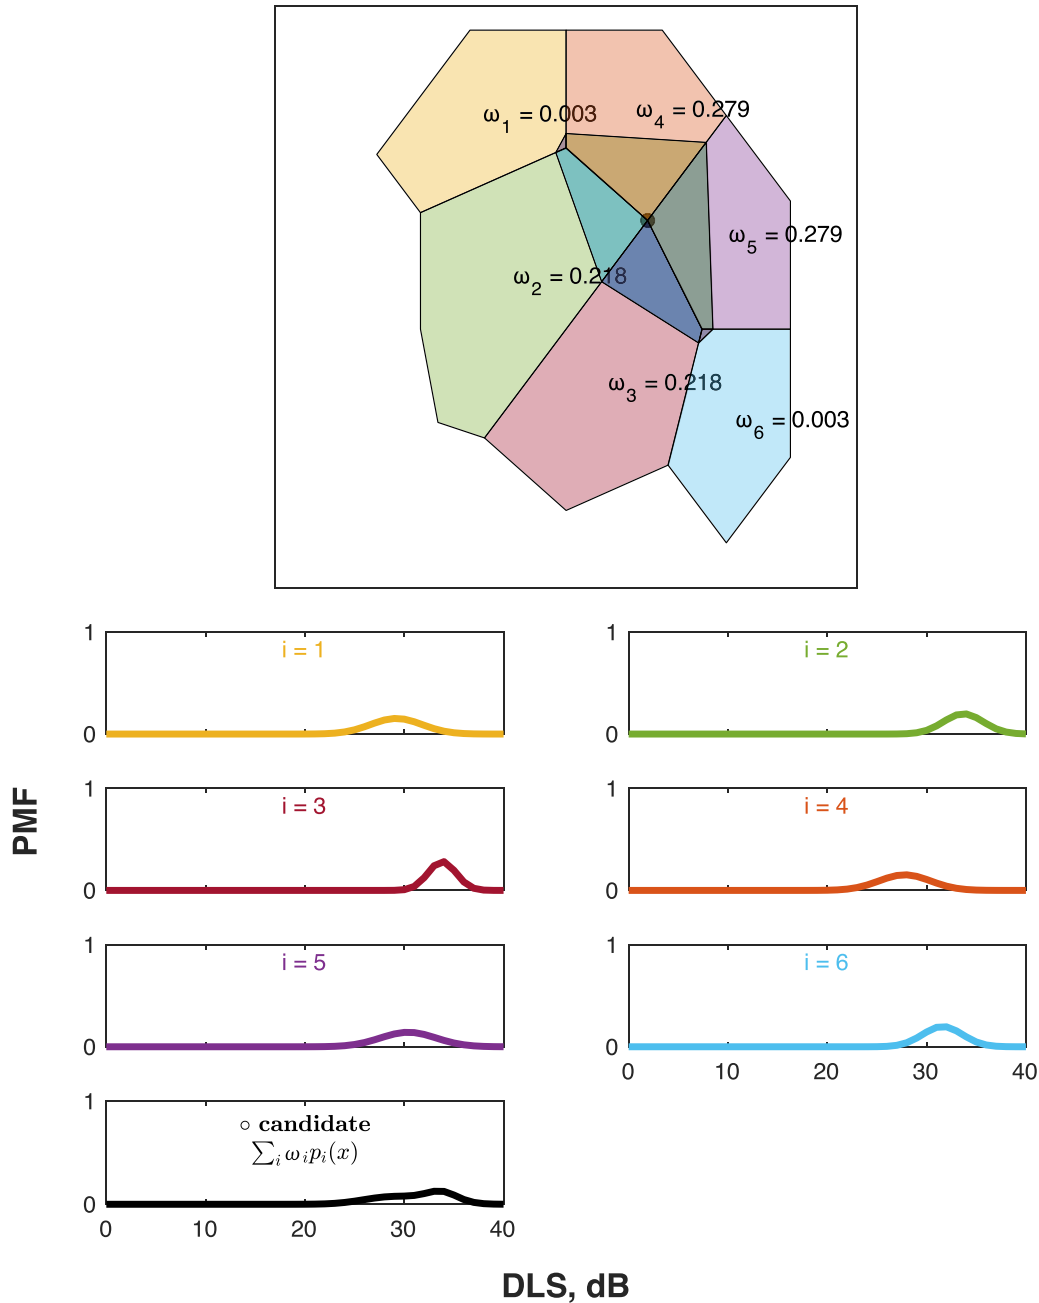 ω1 = 0.003
ω4 = 0.279
ω5 = 0.279
ω2 = 0.218
ω3 = 0.218
ω6 = 0.003
1
i = 1
0
1
i = 2
0
1
i = 3
0
1
i = 4
0
1
i = 5
0
1
i = 6
0
0 10 20 30 40
1
○ candidate
∑i ωipi(x)
0
0 10 20 30 40
PMF
DLS, dB